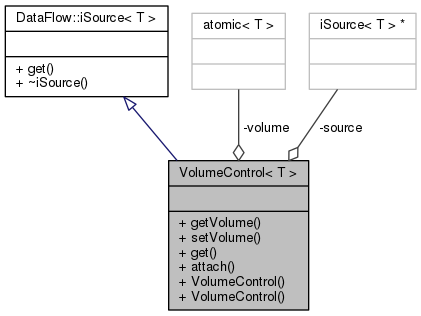 DataFlow::iSource< T >
+ get()
+ ~iSource()
atomic< T >
iSource< T > *
-volume
-source
VolumeControl< T >
+ getVolume()
+ setVolume()
+ get()
+ attach()
+ VolumeControl()
+ VolumeControl()